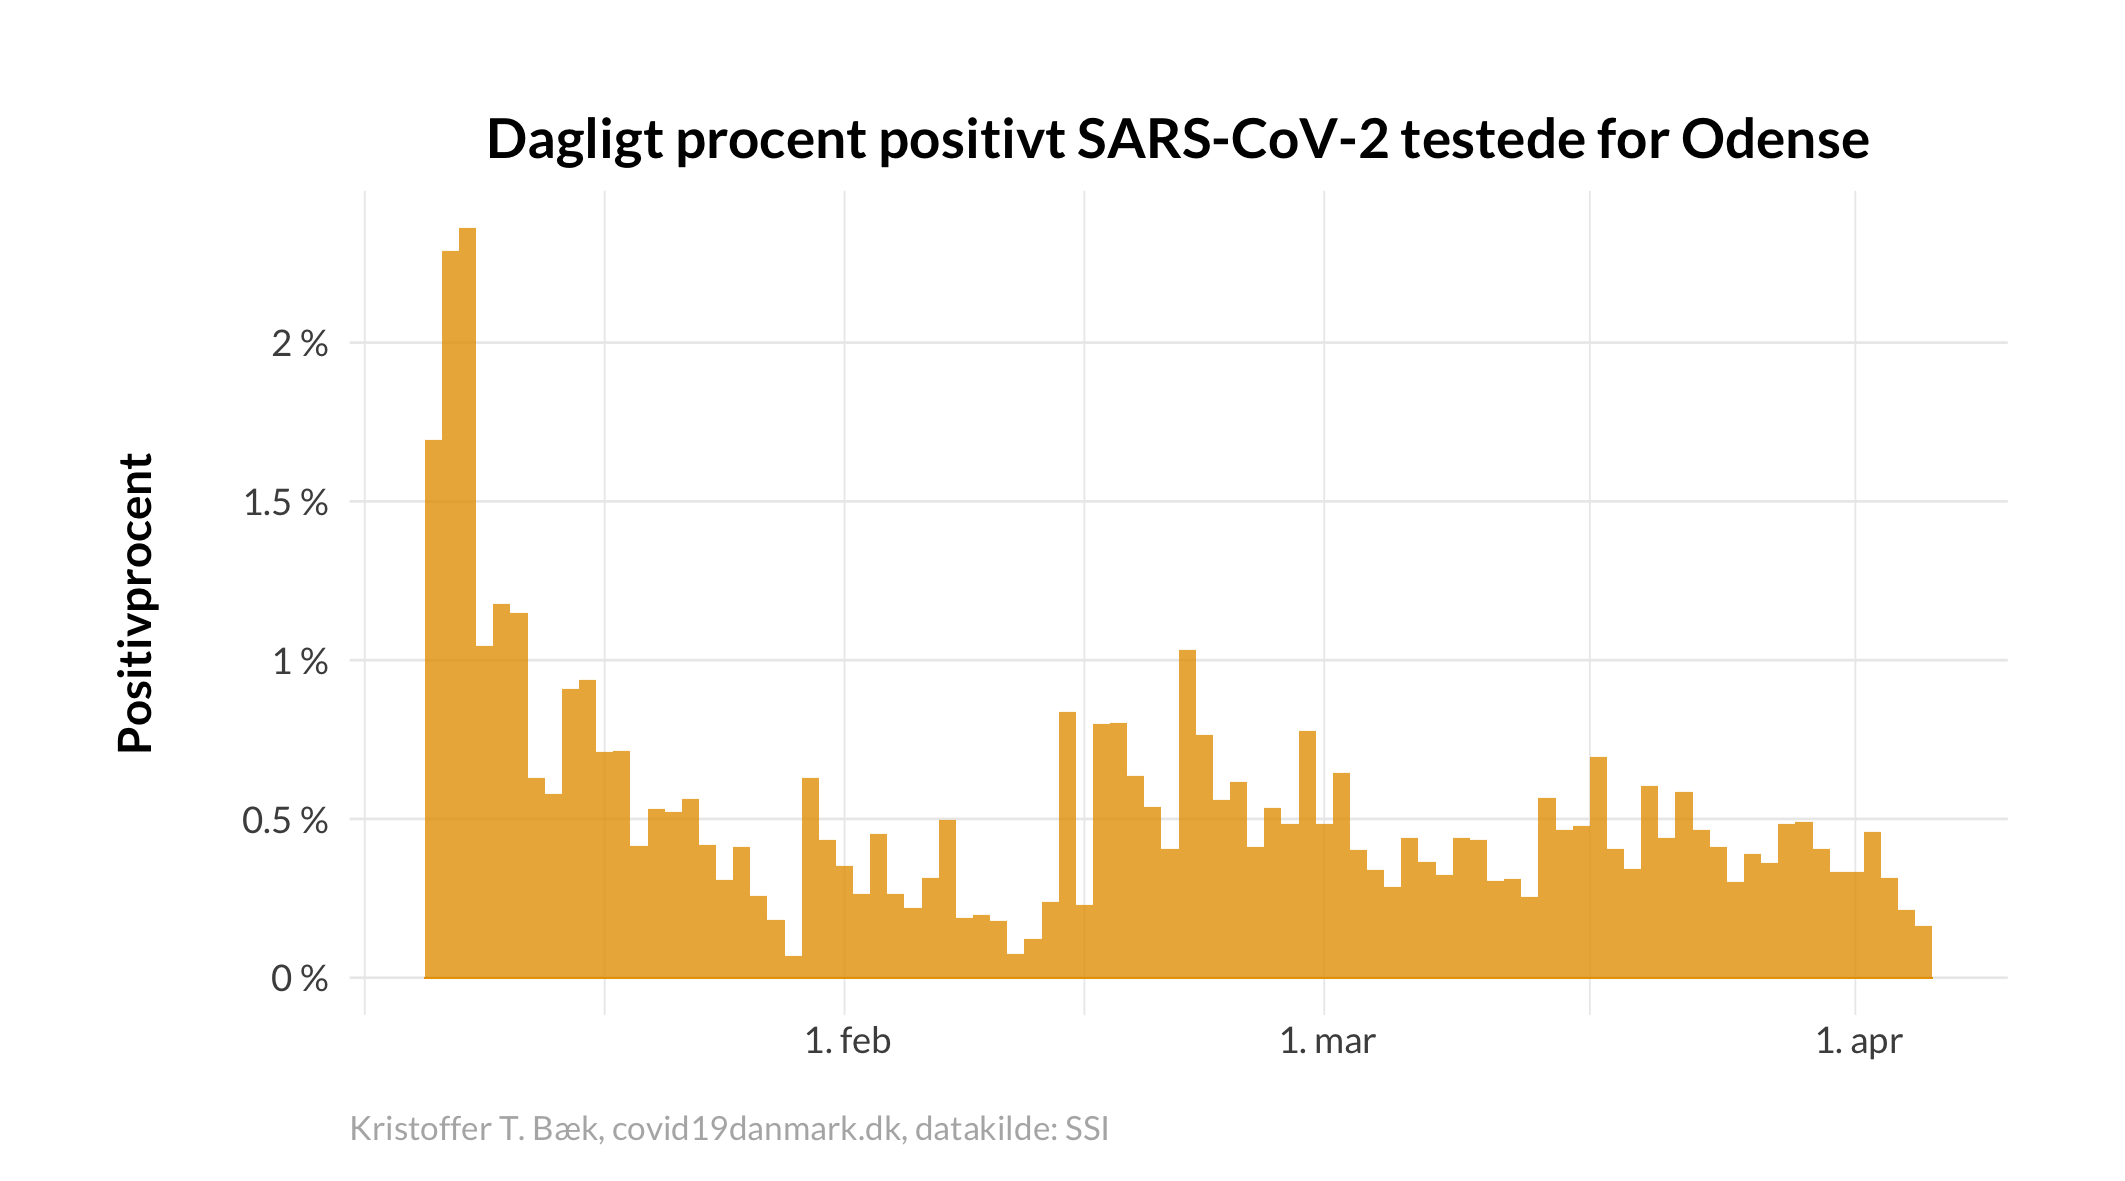 Dagligt procent positivt SARS-CoV-2 testede for Odense
Positivprocent
2 %
1.5 %
1 %
0.5 %
0 %
1. feb
1. mar
1. apr
Kristoffer T. Bæk, covid19danmark.dk, datakilde: SSI